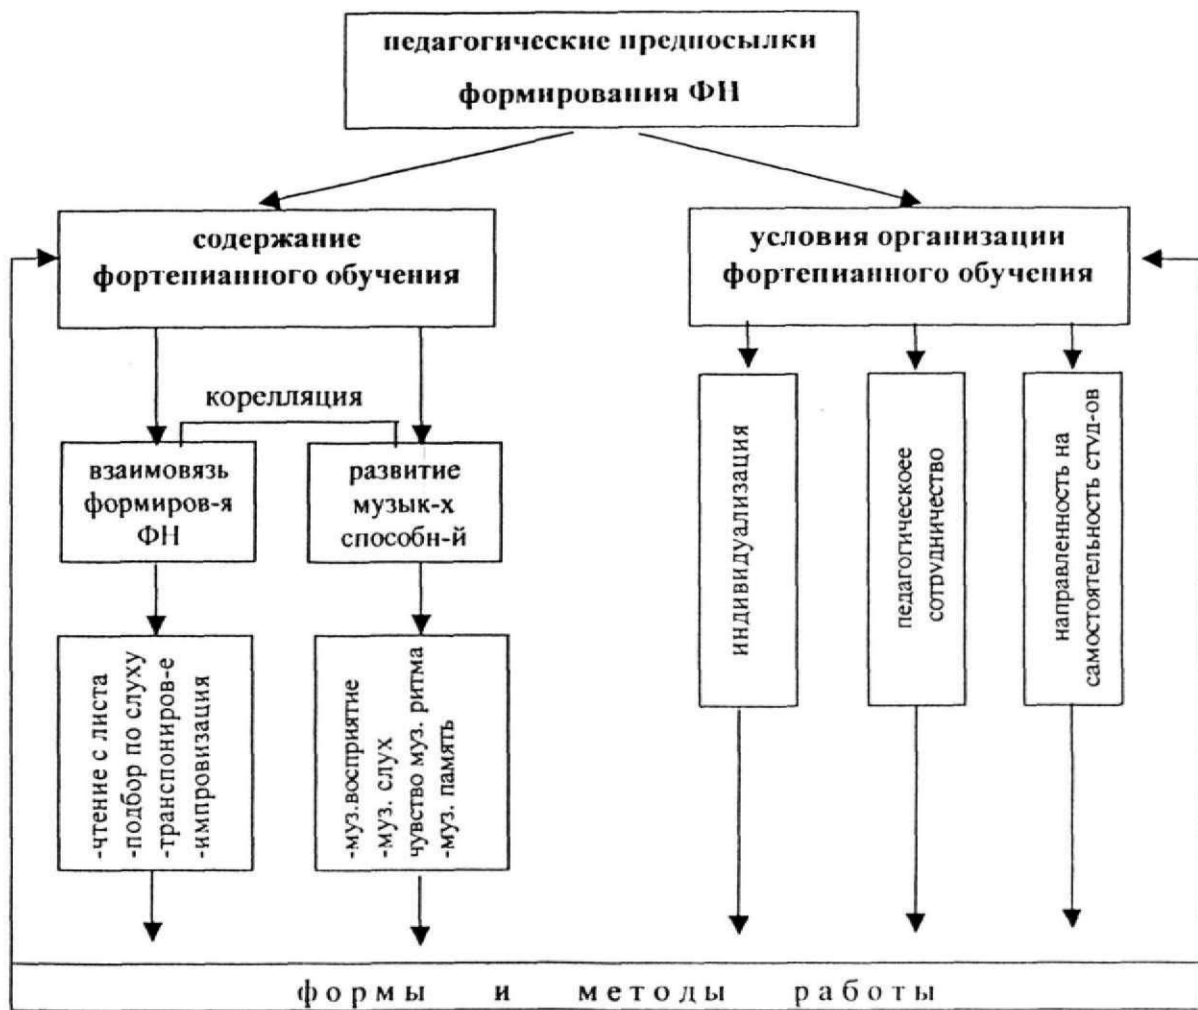 педагогические предпосылки
формирования ФН
содержание
фортепианного обучения
условия организации
фортепианного обучения
корелляция
взаимовязь
формиров-я
ФН
развитие
музык-х
способн-й
индивидуализация
педагогическоее
сотрудничество
направленность на
самостоятельность студ-ов
-чтение с листа
-подбор по слуху
-транспониров-е
-импровизация
-муз.восприятие
-муз. слух
чувство муз. ритма
-муз. память
формы и методы работы